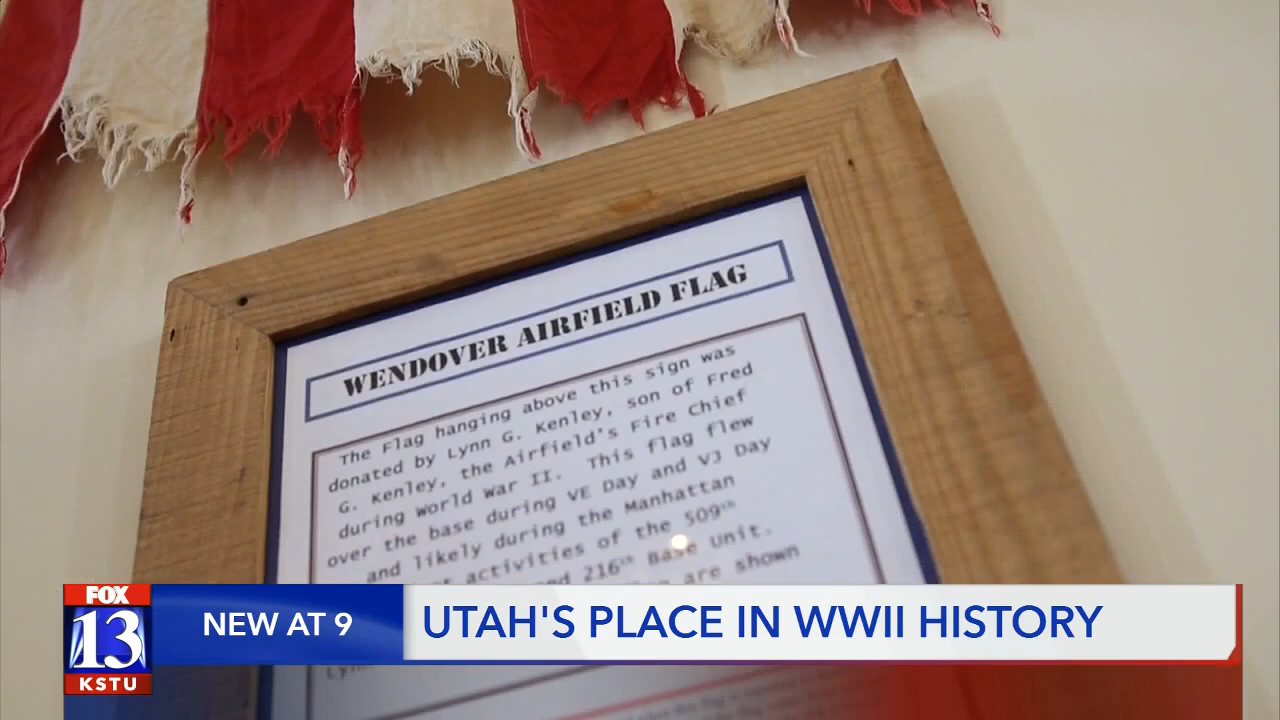 WENDOVER AIRFIELD FLAG
The Flag hanging above this sign was
donated by Lynn G. Kenley, son of Fred
G. Kenley, the Airfield's Fire Chief
during World War II. This flag flew
over the base during VE Day and VJ Day
and likely during the Manhattan
activities of the 509th
216th Base Unit.
are shown
FOX
13
KSTU
NEW AT 9
UTAH'S PLACE IN WWII HISTORY